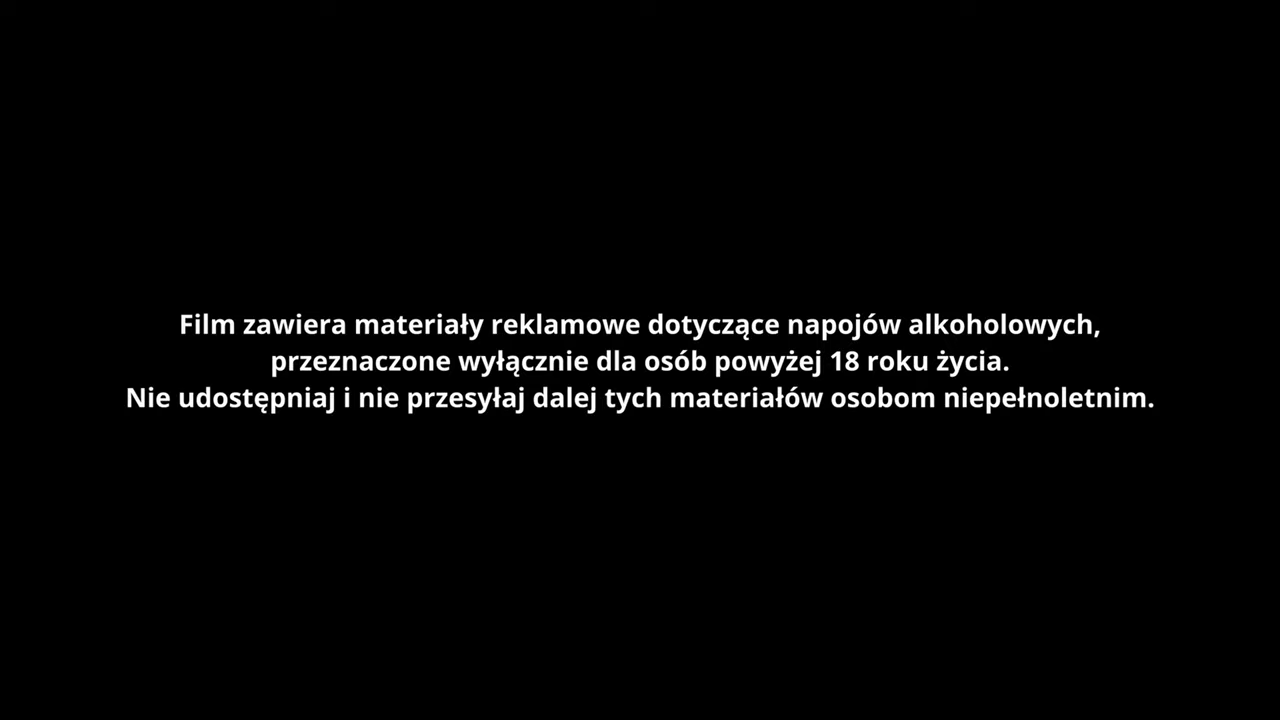 Film zawiera materiały reklamowe dotyczące napojów alkoholowych,
przeznaczone wyłącznie dla osób powyżej 18 roku życia.
Nie udostępniaj i nie przesyłaj dalej tych materiałów osobom niepełnoletnim.